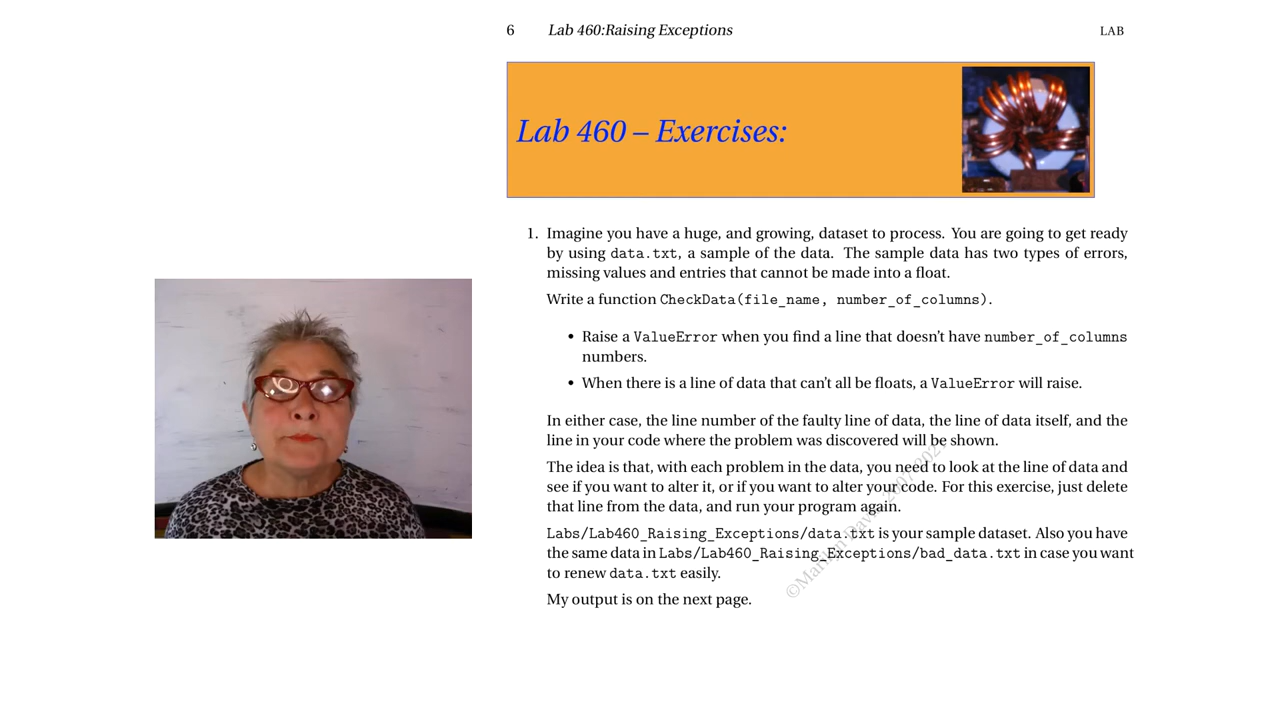 6 Lab 460:Raising Exceptions LAB
Lab 460 – Exercises:
1. Imagine you have a huge, and growing, dataset to process. You are going to get ready
by using data.txt, a sample of the data. The sample data has two types of errors,
missing values and entries that cannot be made into a float.
Write a function CheckData(file_name, number_of_columns).
• Raise a ValueError when you find a line that doesn't have number_of_columns
numbers.
• When there is a line of data that can't all be floats, a ValueError will raise.
In either case, the line number of the faulty line of data, the line of data itself, and the
line in your code where the problem was discovered will be shown.
The idea is that, with each problem in the data, you need to look at the line of data and
see if you want to alter it, or if you want to alter your code. For this exercise, just delete
that line from the data, and run your program again.
Labs/Lab460_Raising_Exceptions/data.txt is your sample dataset. Also you have
the same data in Labs/Lab460_Raising_Exceptions/bad_data.txt in case you want
to renew data.txt easily.
My output is on the next page.